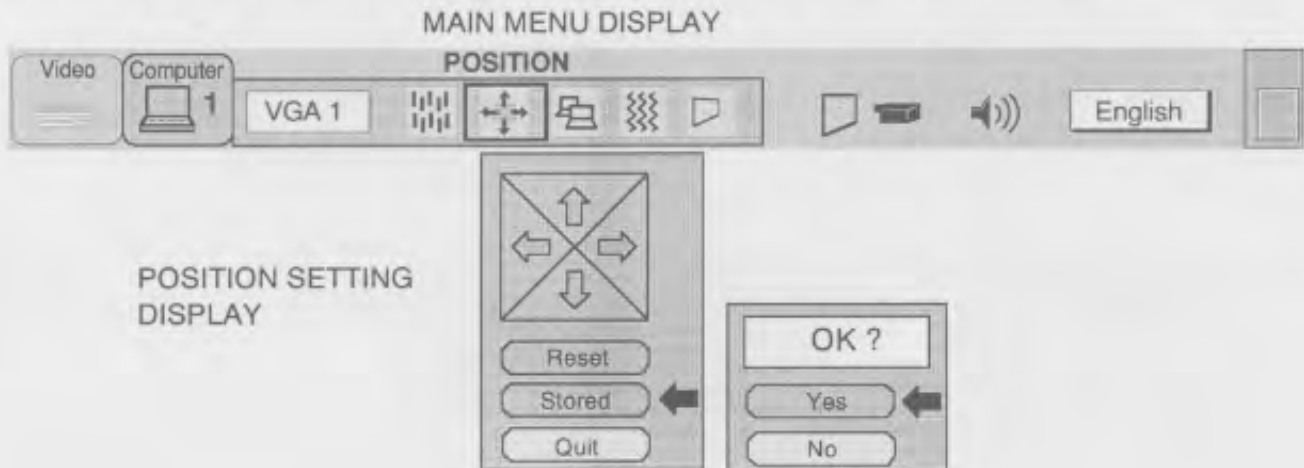 MAIN MENU DISPLAY
POSITION
Video
Computer
1
VGA 1
English
POSITION SETTING
DISPLAY
Reset
Stored
Quit
OK ?
Yes
No